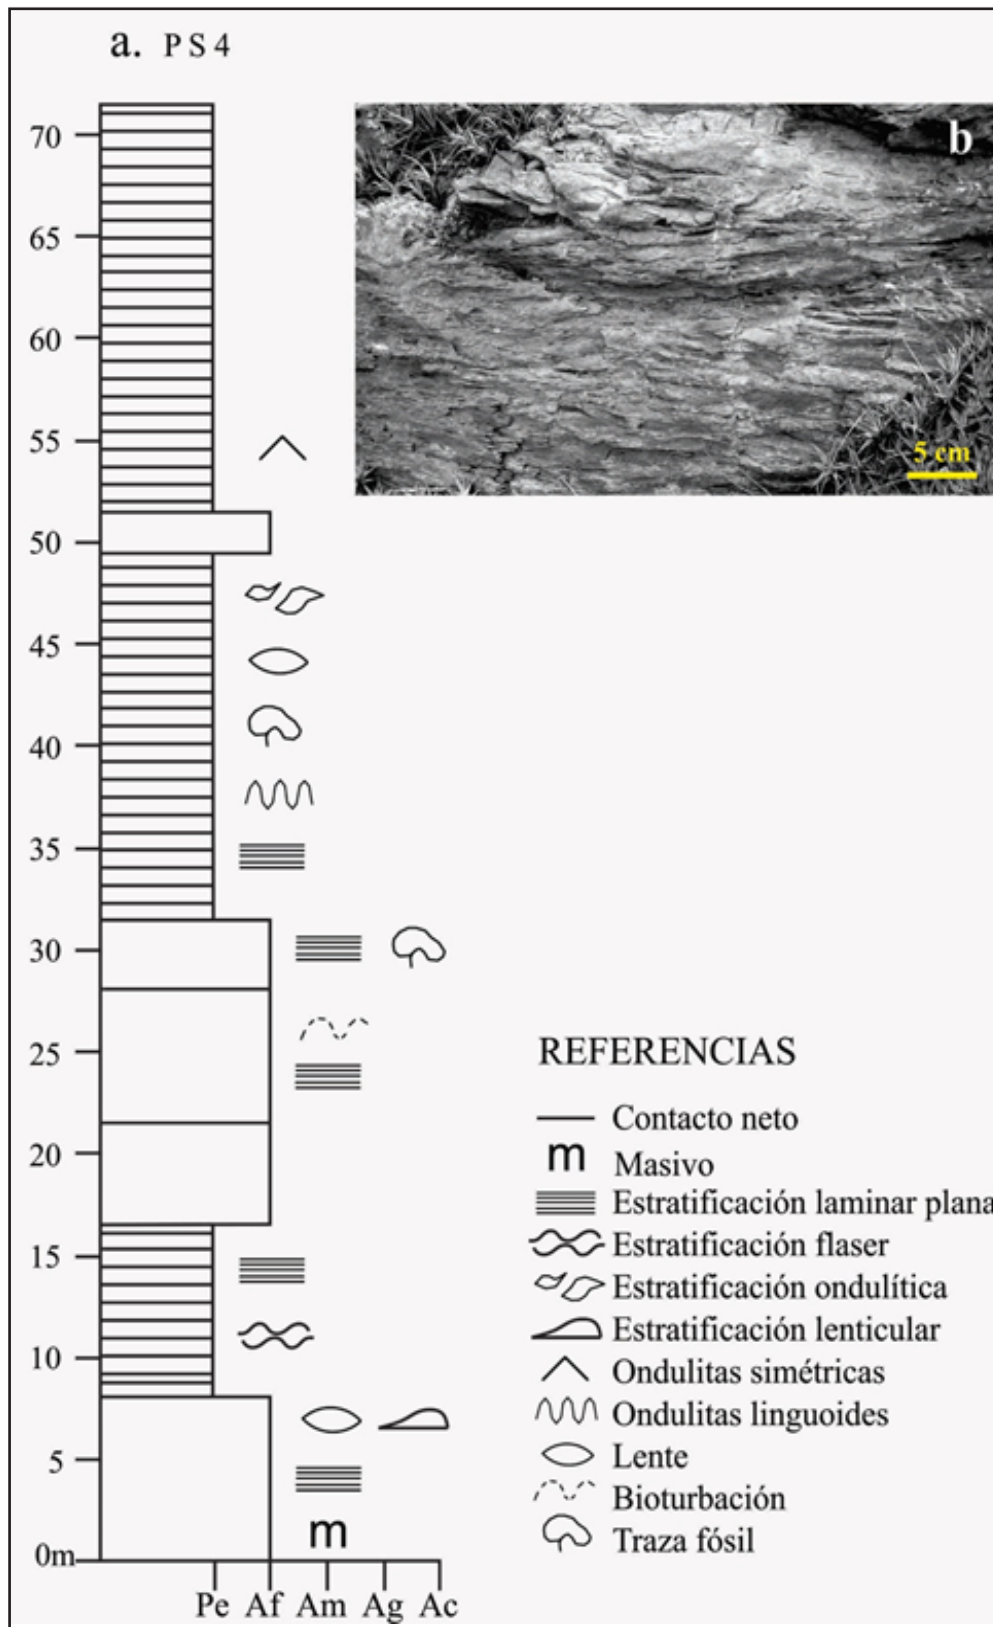 a. PS4
b
5 cm
70
65
60
55
50
45
40
35
30
25
20
15
10
5
0m
Pe Af Am Ag Ac
REFERENCIAS
Contacto neto
m Masivo
Estratificación laminar plana
Estratificación flaser
Estratificación ondulítica
Estratificación lenticular
Ondulitas simétricas
Ondulitas linguoides
Lente
Bioturbación
Traza fósil
m